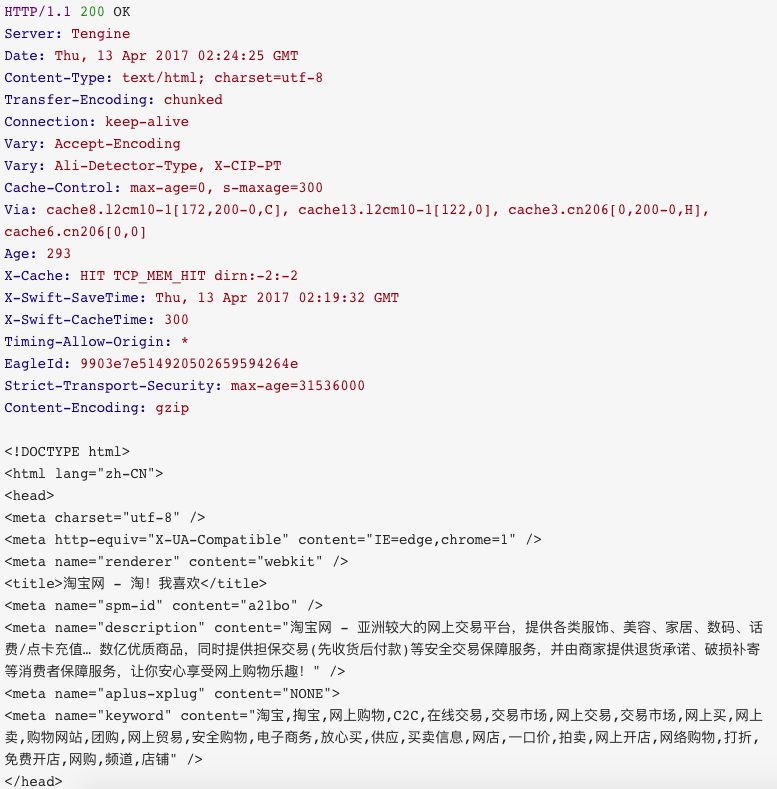 HTTP/1.1 200 OK
Server: Tengine
Date: Thu, 13 Apr 2017 02:24:25 GMT
Content-Type: text/html; charset=utf-8
Transfer-Encoding: chunked
Connection: keep-alive
Vary: Accept-Encoding
Vary: Ali-Detector-Type, X-CIP-PT
Cache-Control: max-age=0, s-maxage=300
Via: cache8.l2cm10-1[172,200-0,C], cache13.l2cm10-1[122,0], cache3.cn206[0,200-0,H],
cache6.cn206[0,0]
Age: 293
X-Cache: HIT TCP_MEM_HIT dirn:-2:-2
X-Swift-SaveTime: Thu, 13 Apr 2017 02:19:32 GMT
X-Swift-CacheTime: 300
Timing-Allow-Origin: *
EagleId: 9903e7e514920502659594264e
Strict-Transport-Security: max-age=31536000
Content-Encoding: gzip
<!DOCTYPE html>
<html lang="zh-CN">
<head>
<meta charset="utf-8" />
<meta http-equiv="X-UA-Compatible" content="IE=edge,chrome=1" />
<meta name="renderer" content="webkit" />
<title>淘宝网 - 淘！我喜欢</title>
<meta name="spm-id" content="a21bo" />
<meta name="description" content="淘宝网 - 亚洲较大的网上交易平台，提供各类服饰、美容、家居、数码、话
费/点卡充值… 数亿优质商品，同时提供担保交易(先收货后付款)等安全交易保障服务，并由商家提供退货承诺、破损补寄
等消费者保障服务，让你安心享受网上购物乐趣！" />
<meta name="aplus-xplug" content="NONE">
<meta name="keyword" content="淘宝,掏宝,网上购物,C2C,在线交易,交易市场,网上交易,交易市场,网上买,网上
卖,购物网站,团购,网上贸易,安全购物,电子商务,放心买,供应,买卖信息,网店,一口价,拍卖,网上开店,网络购物,打折,
免费开店,网购,频道,店铺" />
</head>